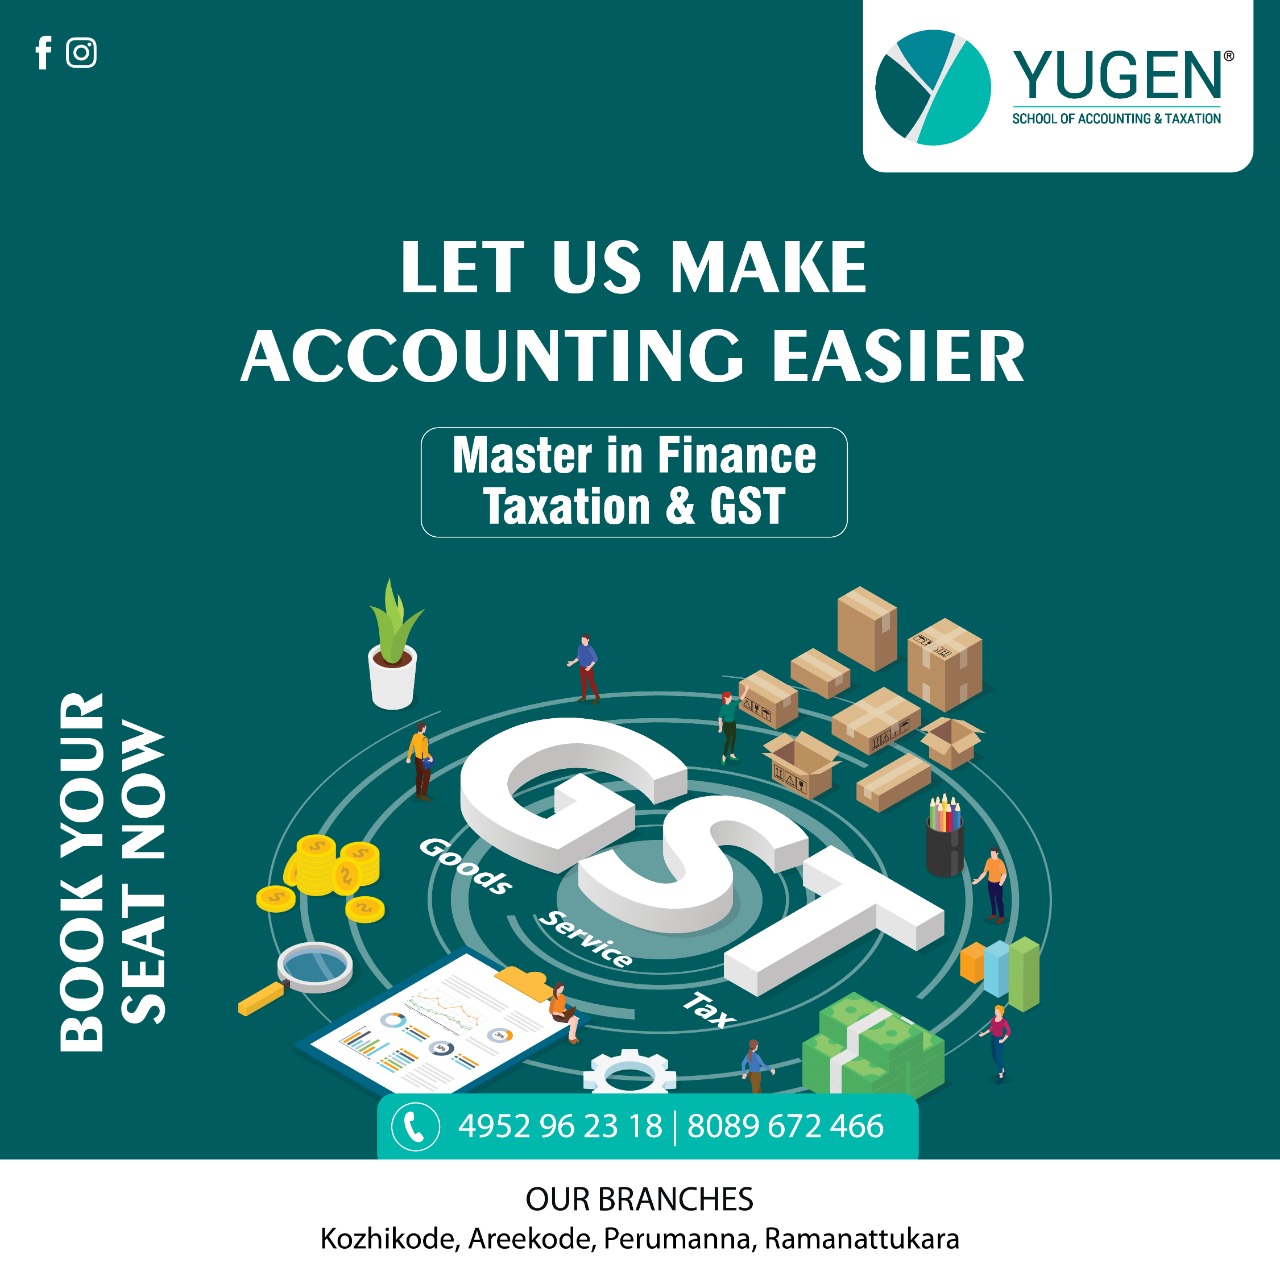 YUGEN®
SCHOOL OF ACCOUNTING & TAXATION
LET US MAKE
ACCOUNTING EASIER
Master in Finance
Taxation & GST
BOOK YOUR
SEAT NOW
GST
Goods
Service
Tax
4952 96 23 18 | 8089 672 466
OUR BRANCHES
Kozhikode, Areekode, Perumanna, Ramanattukara